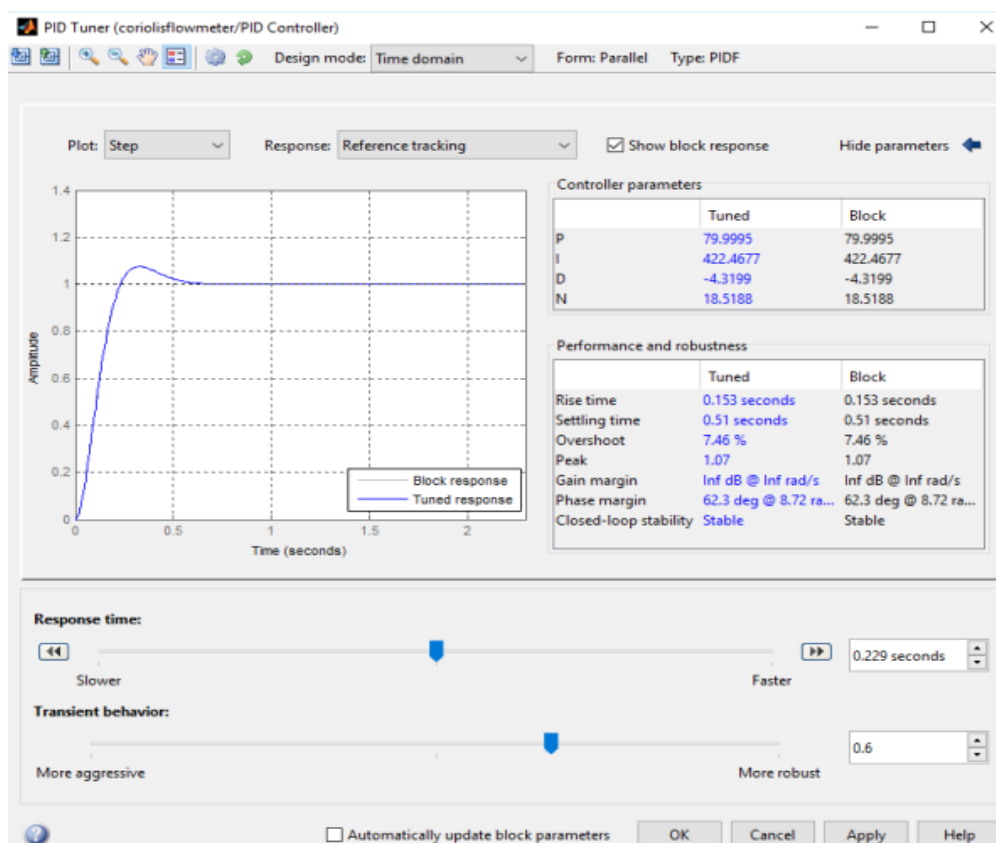 PID Tuner (coriolisflowmeter/PID Controller)
Design mode: Time domain Form: Parallel Type: PIDF
Plot: Step Response: Reference tracking Show block response Hide parameters
1.4
1.2
1
0.8
0.6
0.4
0.2
0
Amplitude
0 0.5 1 1.5 2
Time (seconds)
Block response
Tuned response
Controller parameters
Tuned Block
P 79.9995 79.9995
I 422.4677 422.4677
D -4.3199 -4.3199
N 18.5188 18.5188
Performance and robustness
Tuned Block
Rise time 0.153 seconds 0.153 seconds
Settling time 0.51 seconds 0.51 seconds
Overshoot 7.46 % 7.46 %
Peak 1.07 1.07
Gain margin Inf dB @ Inf rad/s Inf dB @ Inf rad/s
Phase margin 62.3 deg @ 8.72 ra... 62.3 deg @ 8.72 ra...
Closed-loop stability Stable Stable
Response time:
0.229 seconds
Slower Faster
Transient behavior:
0.6
More aggressive More robust
? Automatically update block parameters OK Cancel Apply Help